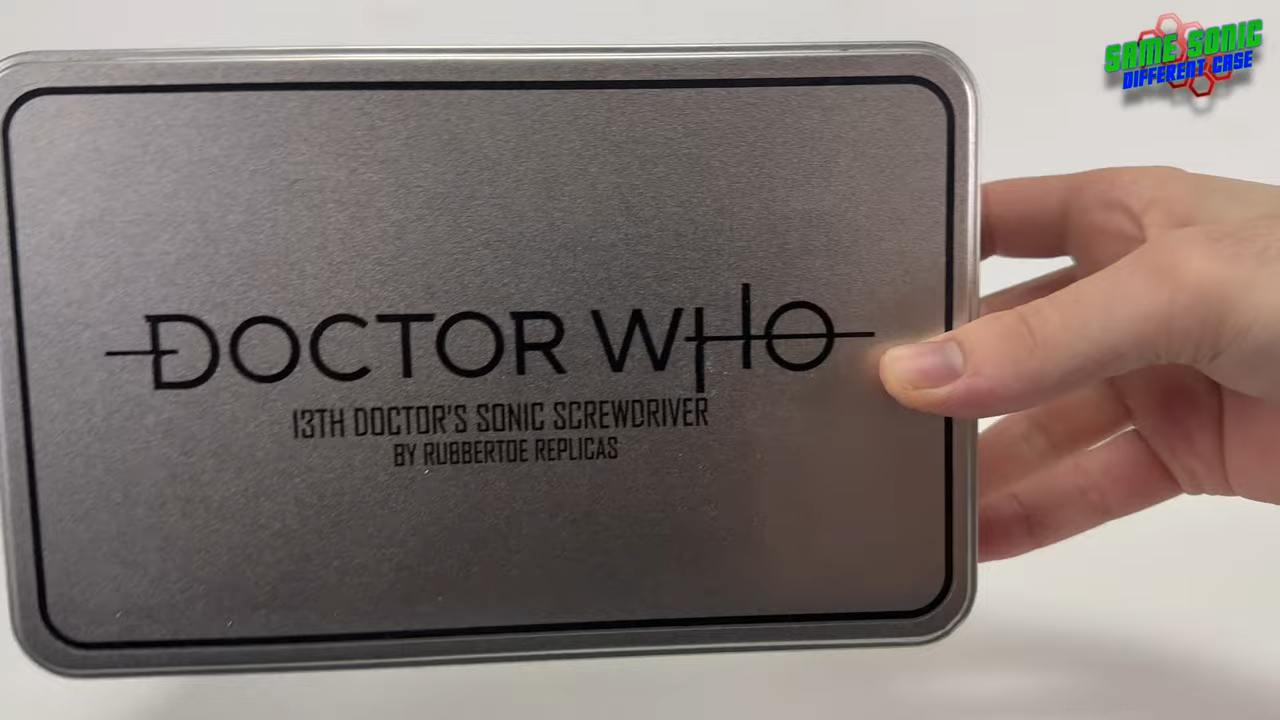 SAME SONIC
DIFFERENT CASE
DOCTOR WHO
13TH DOCTOR'S SONIC SCREWDRIVER
BY RUBBERTOE REPLICAS